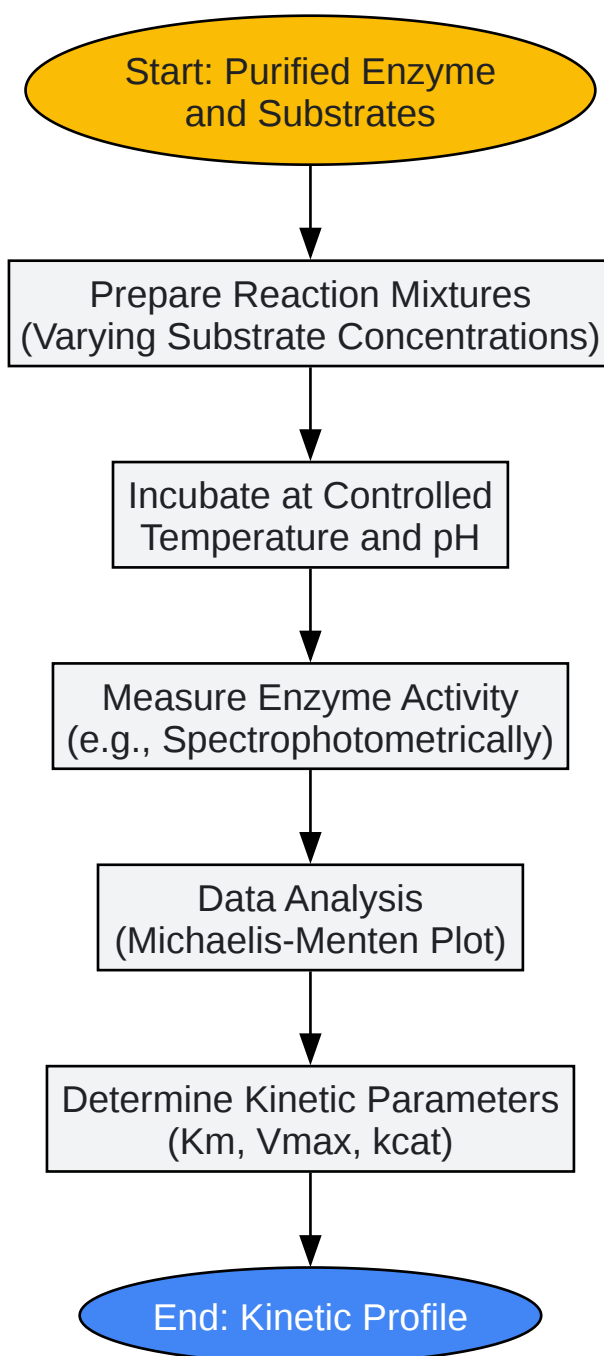 Start: Purified Enzyme
and Substrates
Prepare Reaction Mixtures
(Varying Substrate Concentrations)
Incubate at Controlled
Temperature and pH
Measure Enzyme Activity
(e.g., Spectrophotometrically)
Data Analysis
(Michaelis-Menten Plot)
Determine Kinetic Parameters
(Km, Vmax, kcat)
End: Kinetic Profile